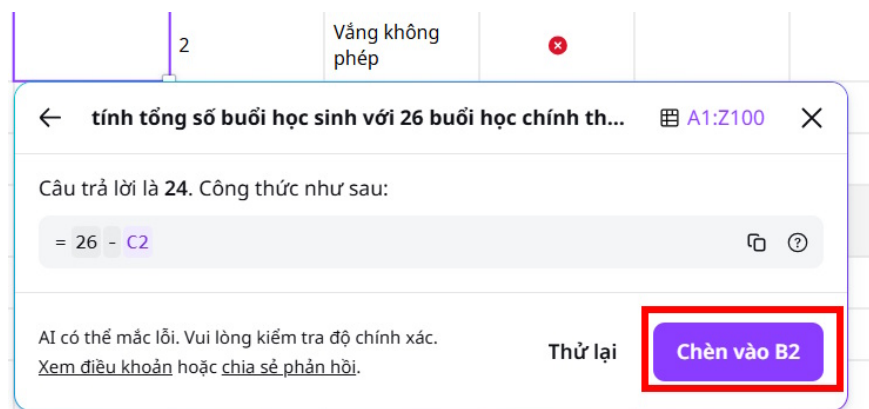 2
Vắng không
phép
tính tổng số buổi học sinh với 26 buổi học chính th...
A1:Z100
Câu trả lời là 24. Công thức như sau:
= 26 - C2
AI có thể mắc lỗi. Vui lòng kiểm tra độ chính xác.
Xem điều khoản hoặc chia sẻ phản hồi.
Thử lại
Chèn vào B2